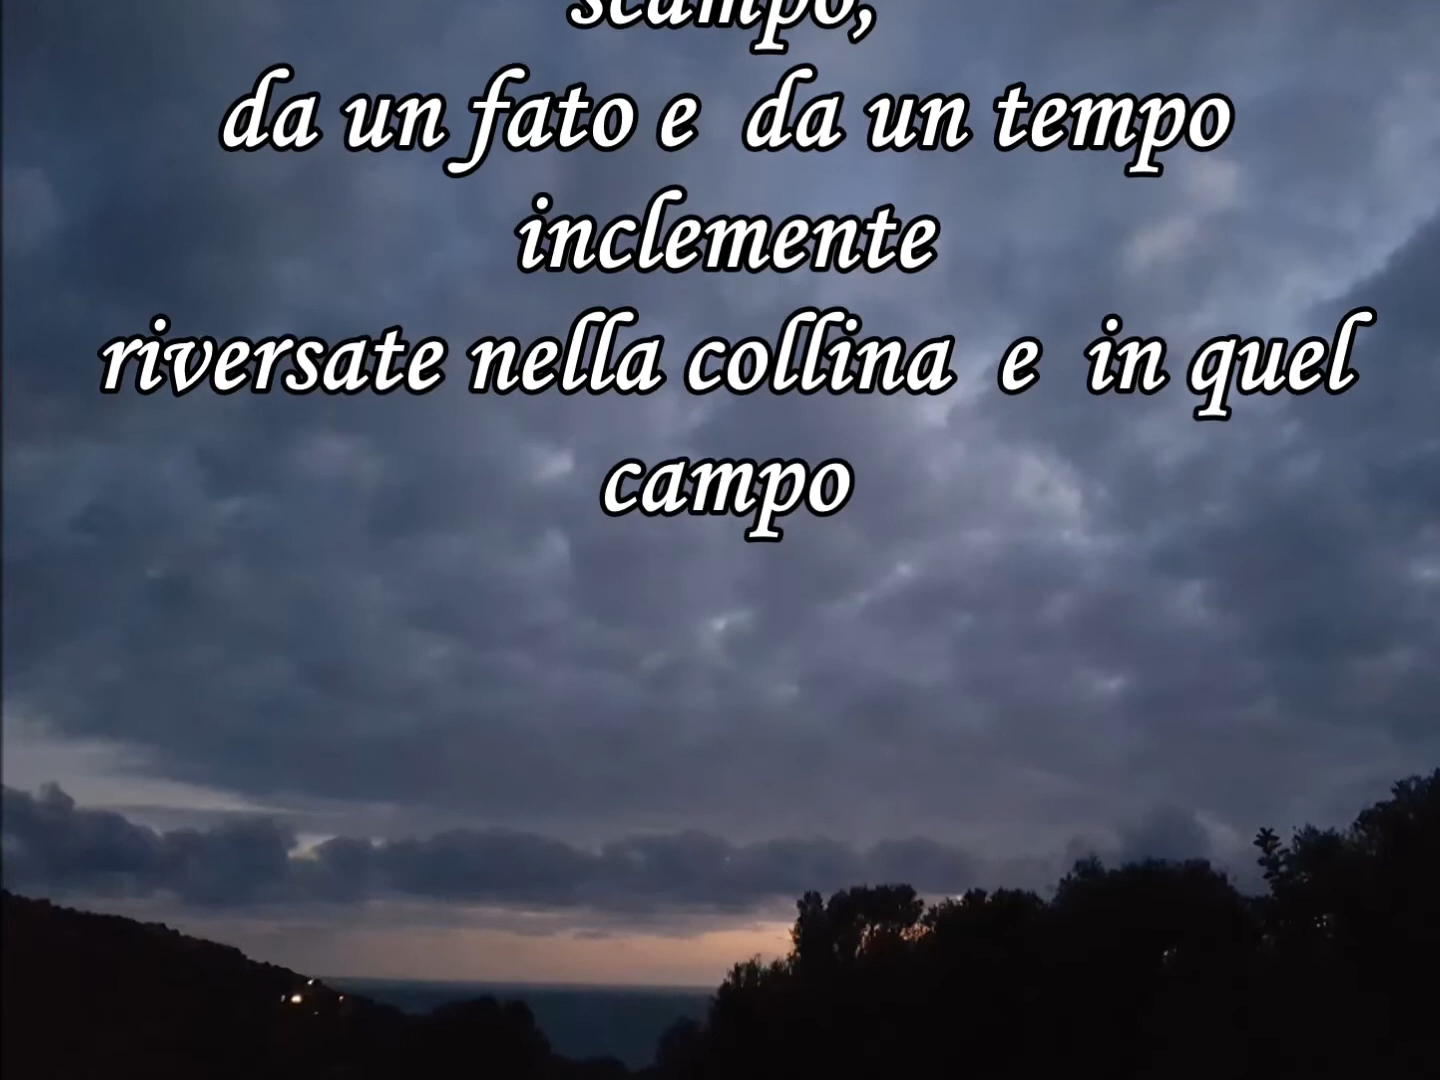 scampo,
da un fato e da un tempo
inclemente
riversate nella collina e in quel
campo